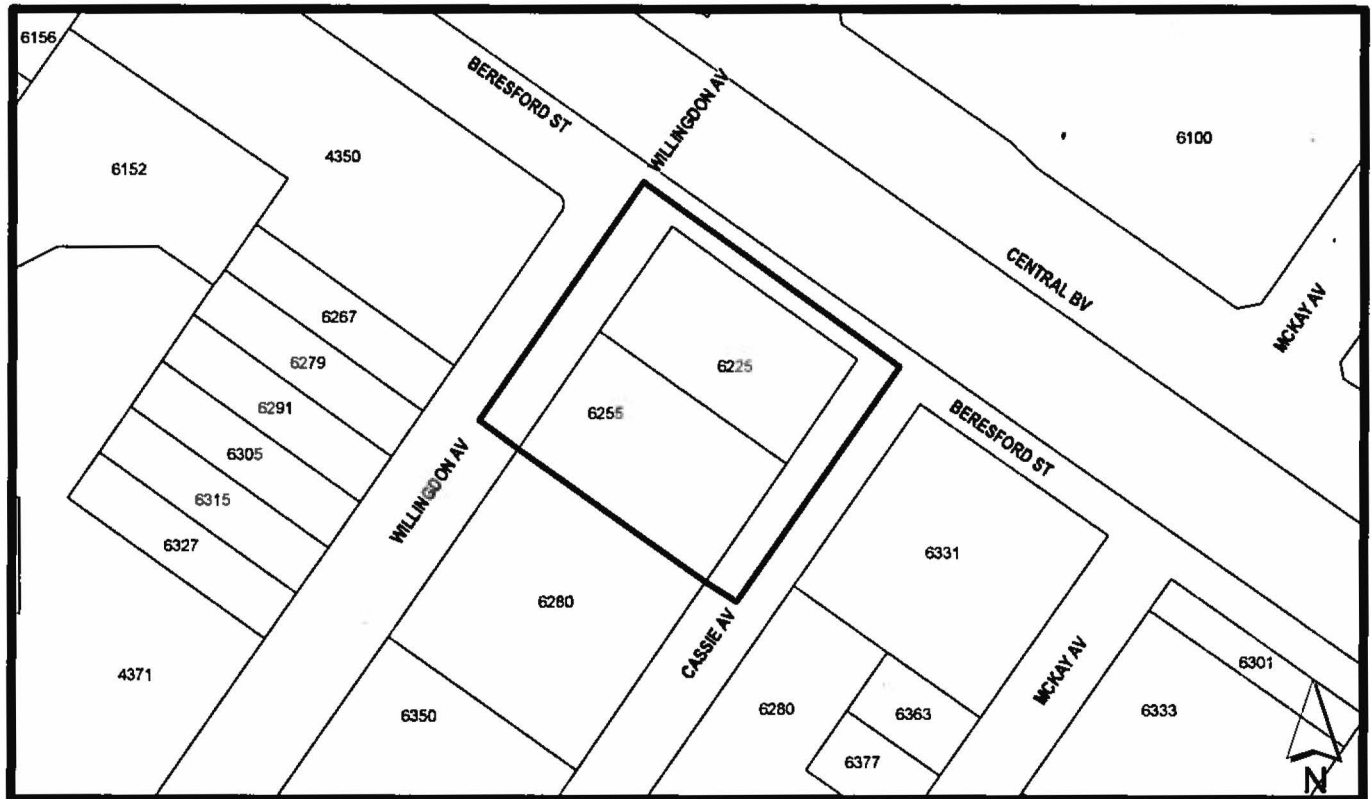 6156
BERESFORD ST
WILLINGDON AV
6100
4350
6152
CENTRAL BV
MCKAY AV
6267
6279
6225
6291
6255
6305
BERESFORD ST
6315
WILLINGDON AV
6327
6331
6280
CASSIE AV
4371
6301
MCKAY AV
6350
6280
6363
6333
6377
N